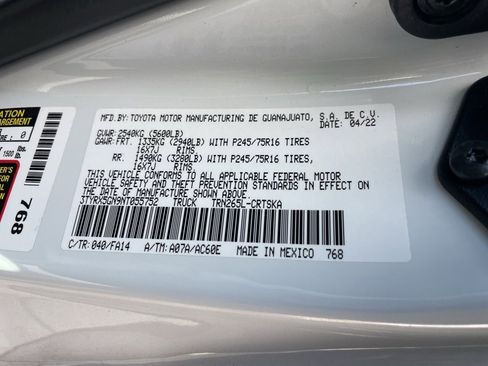 MFD.BY: TOYOTA MOTOR MANUFACTURING DE GUANAJUATO, S.A. DE C.V.
DATE: 04/22
GVWR: 2540KG (5600LB)
GAWR: FRT. 1335KG (2940LB) WITH P245/75R16 TIRES
16X7J RIMS
RR. 1490KG (3280LB) WITH P245/75R16 TIRES,
16X7J RIMS
THIS VEHICLE CONFORMS TO ALL APPLICABLE FEDERAL MOTOR
VEHICLE SAFETY AND THEFT PREVENTION STANDARDS IN EFFECT ON
THE DATE OF MANUFACTURE SHOWN ABOVE.
3TYRX5GN9NT055752 TRUCK TRN265L-CRTSKA
C/TR: 040/FA14 A/TM: A07A/AC60E MADE IN MEXICO 768
0
1500 lbs.
768